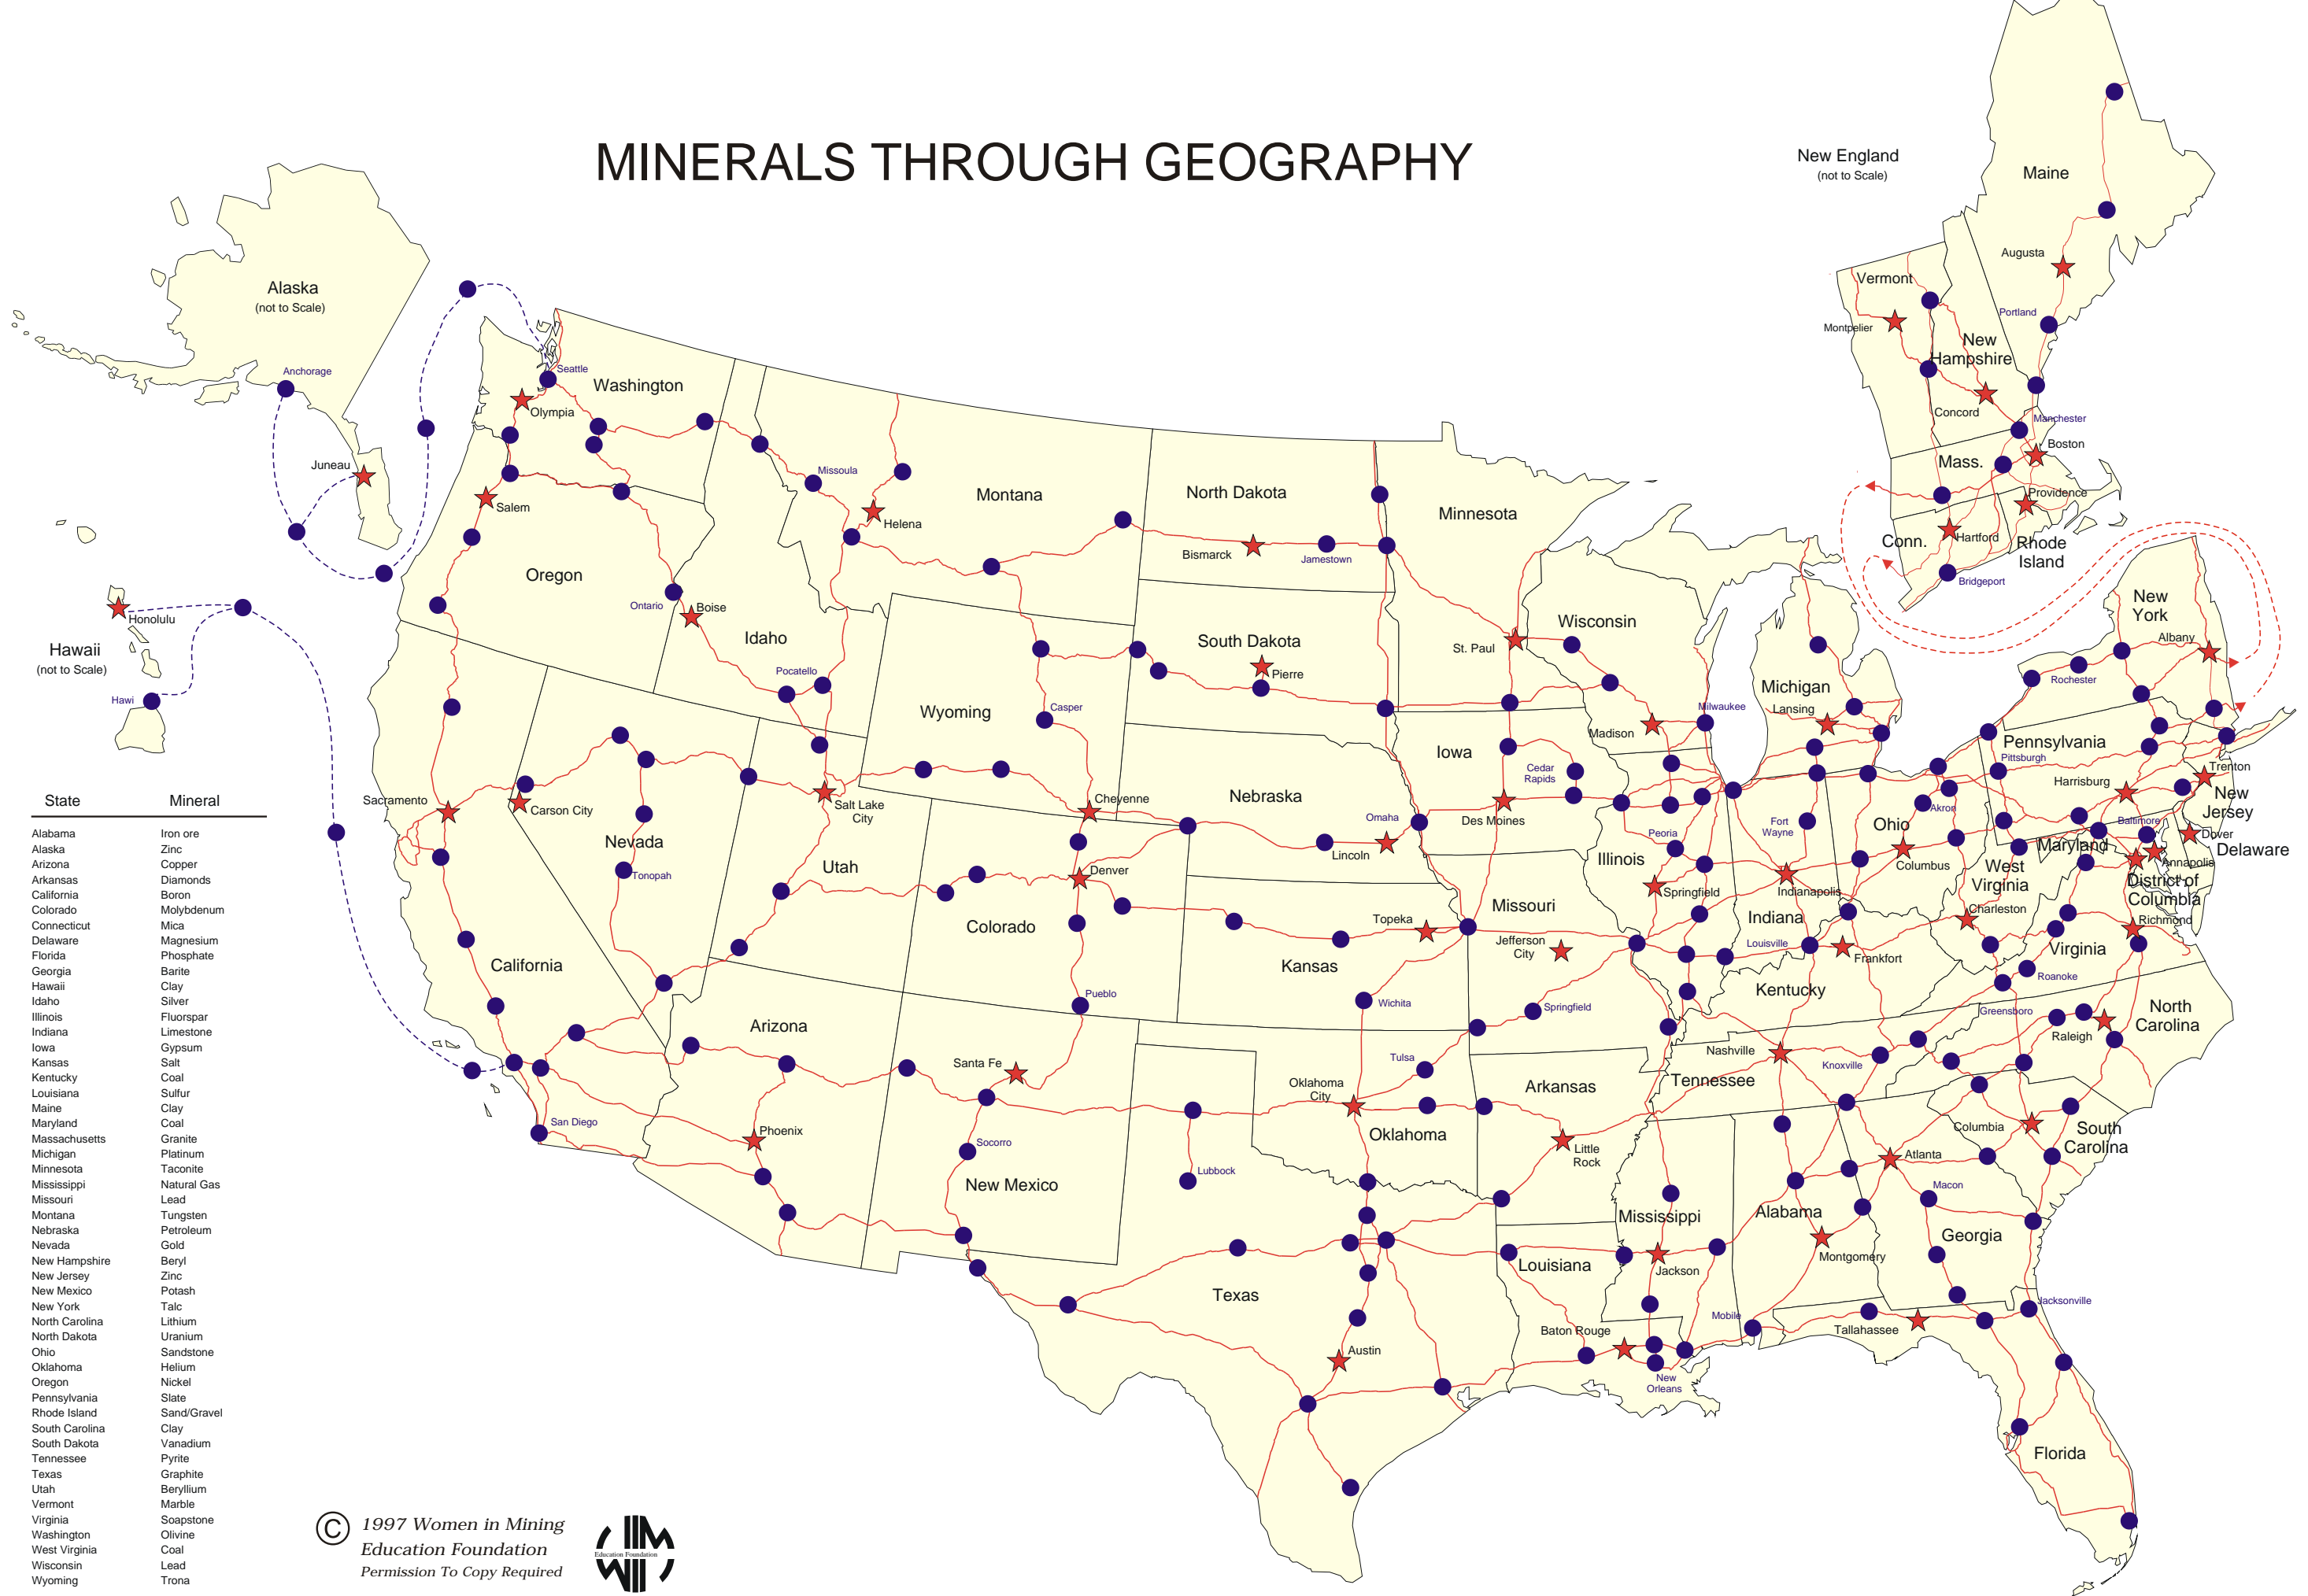 MINERALS THROUGH GEOGRAPHY
New England
(not to Scale)
Maine
Augusta
Vermont
Portland
Montpelier
New
Hampshire
Concord
Manchester
Boston
Mass.
Providence
Hartford
Conn.
Rhode
Island
Bridgeport
Alaska
(not to Scale)
Anchorage
Juneau
Honolulu
Hawaii
(not to Scale)
Hawi
Seattle
Washington
Olympia
Missoula
Montana
Helena
Salem
Oregon
Ontario
Boise
Idaho
Pocatello
North Dakota
Bismarck
Jamestown
Minnesota
St. Paul
South Dakota
Pierre
Wisconsin
Madison
Milwaukee
Michigan
Lansing
New
York
Albany
Rochester
Wyoming
Casper
Cheyenne
Iowa
Cedar
Rapids
Des Moines
Nebraska
Omaha
Lincoln
Pennsylvania
Pittsburgh
Harrisburg
Trenton
New
Jersey
Sacramento
Carson City
Nevada
Tonopah
Salt Lake
City
Utah
Denver
Colorado
Pueblo
Peoria
Illinois
Springfield
Fort
Wayne
Indianapolis
Indiana
Ohio
Akron
Columbus
West
Virginia
Charleston
Baltimore
Maryland
Dover
Delaware
Annapolis
District of
Columbia
Richmond
Virginia
Roanoke
California
Topeka
Kansas
Wichita
Missouri
Jefferson
City
Springfield
Louisville
Frankfort
Kentucky
Greensboro
North
Carolina
Raleigh
Arizona
Phoenix
San Diego
Santa Fe
Socorro
New Mexico
Tulsa
Oklahoma
City
Oklahoma
Lubbock
Arkansas
Little
Rock
Nashville
Tennessee
Knoxville
Columbia
South
Carolina
Atlanta
Macon
Georgia
Mississippi
Jackson
Alabama
Montgomery
Louisiana
Baton Rouge
New
Orleans
Mobile
Tallahassee
Jacksonville
Florida
Texas
Austin
State Mineral
Alabama Iron ore
Alaska Zinc
Arizona Copper
Arkansas Diamonds
California Boron
Colorado Molybdenum
Connecticut Mica
Delaware Magnesium
Florida Phosphate
Georgia Barite
Hawaii Clay
Idaho Silver
Illinois Fluorspar
Indiana Limestone
Iowa Gypsum
Kansas Salt
Kentucky Coal
Louisiana Sulfur
Maine Clay
Maryland Coal
Massachusetts Granite
Michigan Platinum
Minnesota Taconite
Mississippi Natural Gas
Missouri Lead
Montana Tungsten
Nebraska Petroleum
Nevada Gold
New Hampshire Beryl
New Jersey Zinc
New Mexico Potash
New York Talc
North Carolina Lithium
North Dakota Uranium
Ohio Sandstone
Oklahoma Helium
Oregon Nickel
Pennsylvania Slate
Rhode Island Sand/Gravel
South Carolina Clay
South Dakota Vanadium
Tennessee Pyrite
Texas Graphite
Utah Beryllium
Vermont Marble
Virginia Soapstone
Washington Olivine
West Virginia Coal
Wisconsin Lead
Wyoming Trona
© 1997 Women in Mining
Education Foundation
Permission To Copy Required
WIM
Education Foundation